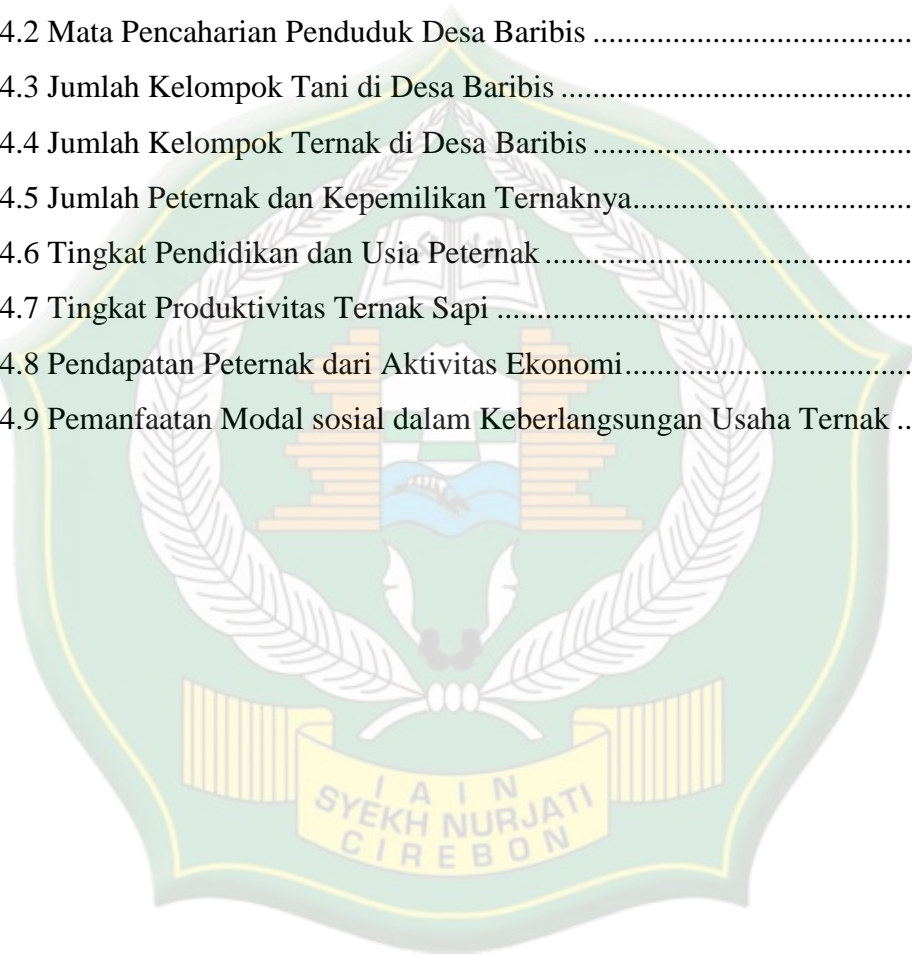 4.2 Mata Pencaharian Penduduk Desa Baribis ........................................
4.3 Jumlah Kelompok Tani di Desa Baribis ............................................
4.4 Jumlah Kelompok Ternak di Desa Baribis ........................................
4.5 Jumlah Peternak dan Kepemilikan Ternaknya...................................
4.6 Tingkat Pendidikan dan Usia Peternak ..............................................
4.7 Tingkat Produktivitas Ternak Sapi ....................................................
4.8 Pendapatan Peternak dari Aktivitas Ekonomi....................................
4.9 Pemanfaatan Modal sosial dalam Keberlangsungan Usaha Ternak ..
IAIN
SYEKH NURJATI
CIREBON